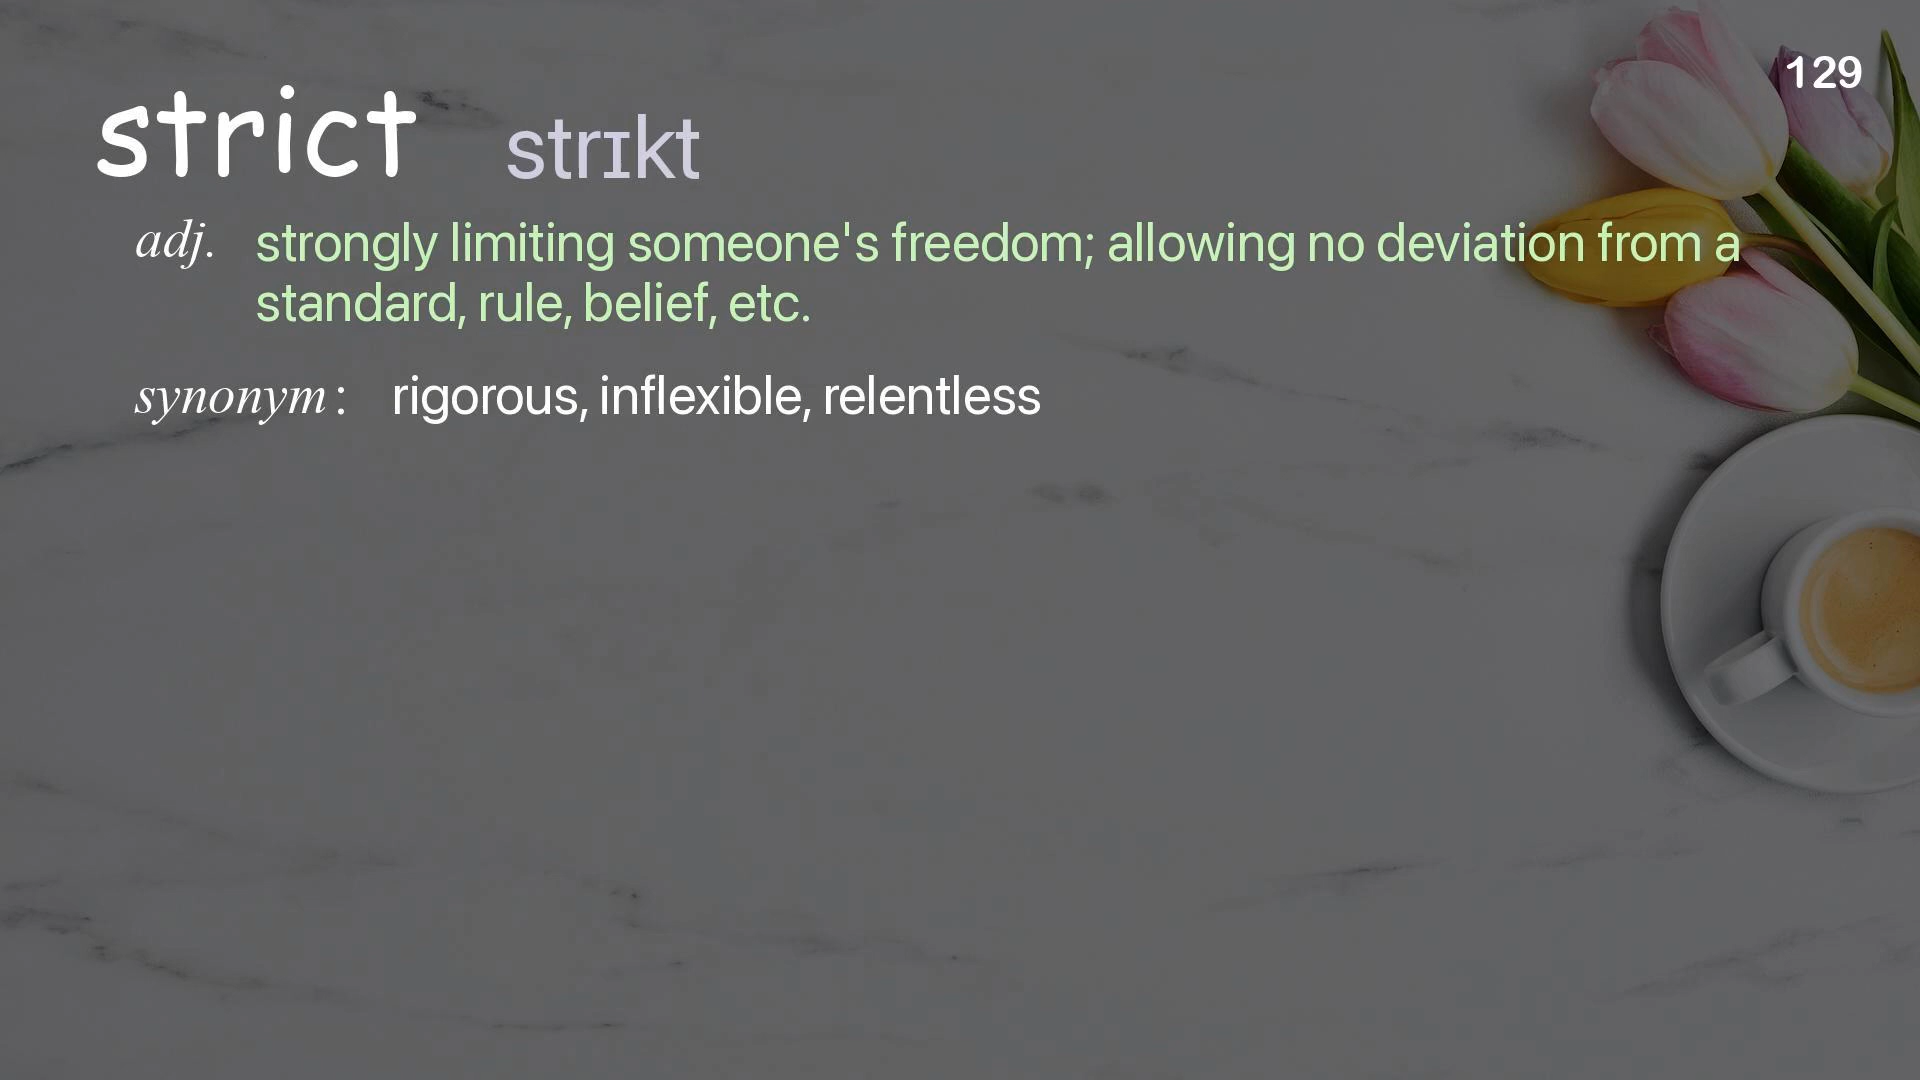 129
strict strɪkt
adj. strongly limiting someone's freedom; allowing no deviation from a
standard, rule, belief, etc.
synonym : rigorous, inflexible, relentless